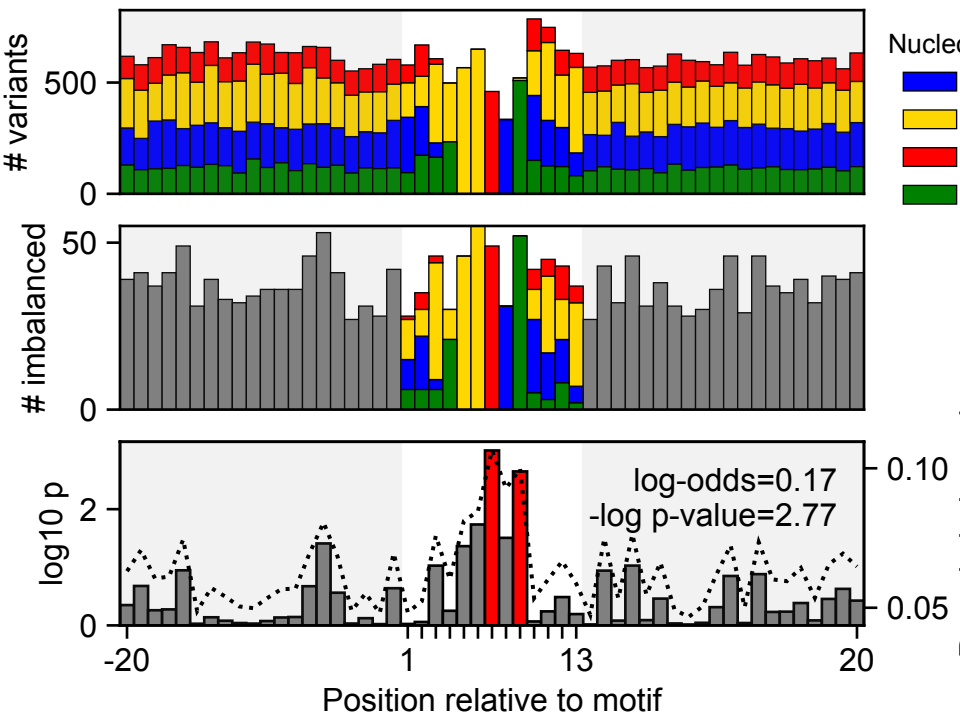 # variants
500
0
Nucleo
# imbalanced
50
0
log10 p
2
0
log-odds=0.17
-log p-value=2.77
0.10
0.05
-20
1
13
20
Position relative to motif